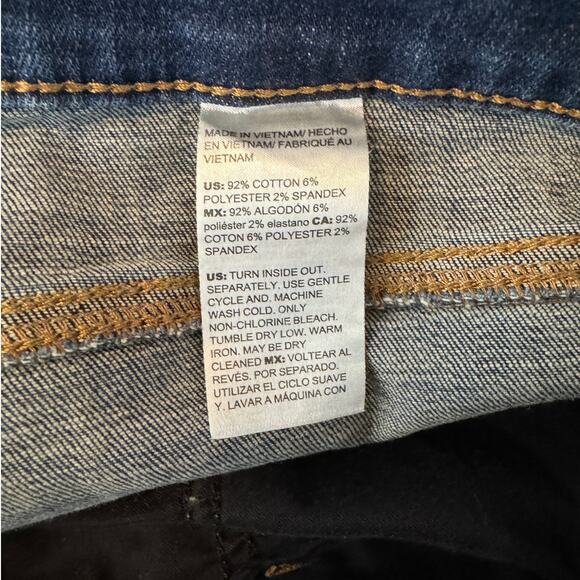 MADE IN VIETNAM/ HECHO
EN VIETNAM/ FABRIQUÉ AU
VIETNAM
US: 92% COTTON 6%
POLYESTER 2% SPANDEX
MX: 92% ALGODÓN 6%
poliéster 2% elastano CA: 92%
COTON 6% POLYESTER 2%
SPANDEX
US: TURN INSIDE OUT.
SEPARATELY. USE GENTLE
CYCLE AND. MACHINE
WASH COLD. ONLY
NON-CHLORINE BLEACH.
TUMBLE DRY LOW. WARM
IRON. MAY BE DRY
CLEANED MX: VOLTEAR AL
REVÉS. POR SEPARADO.
UTILIZAR EL CICLO SUAVE
Y. LAVAR A MÁQUINA CON